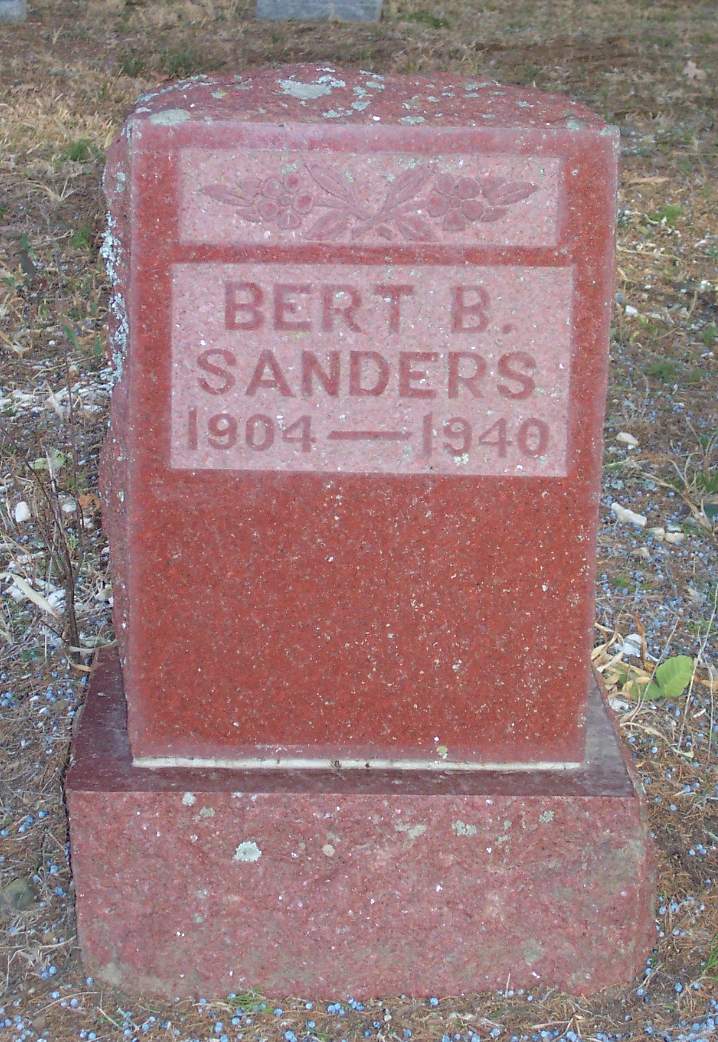 BERT B.
SANDERS
1904 — 1940